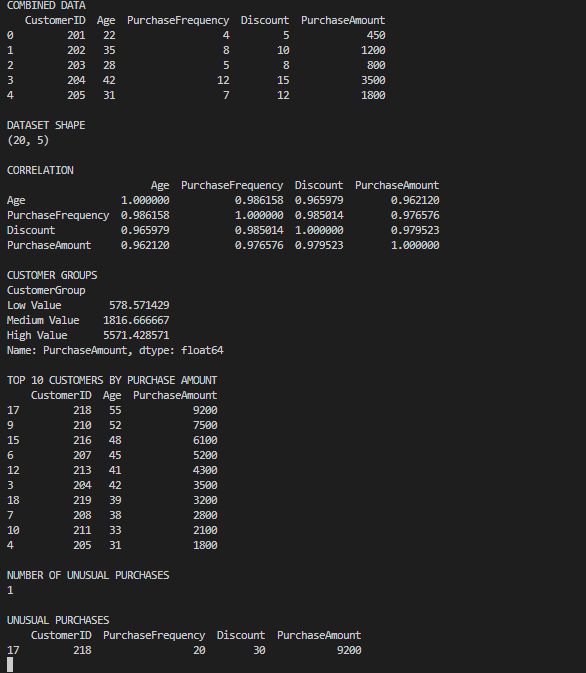 COMBINED DATA
   CustomerID  Age  PurchaseFrequency  Discount  PurchaseAmount
0         201   22                  4         5             450
1         202   35                  8        10            1200
2         203   28                  5         8             800
3         204   42                 12        15            3500
4         205   31                  7        12            1800
DATASET SHAPE
(20, 5)
CORRELATION
                        Age  PurchaseFrequency  Discount  PurchaseAmount
Age                1.000000           0.986158  0.965979        0.962120
PurchaseFrequency  0.986158           1.000000  0.985014        0.976576
Discount           0.965979           0.985014  1.000000        0.979523
PurchaseAmount     0.962120           0.976576  0.979523        1.000000
CUSTOMER GROUPS
CustomerGroup
Low Value        578.571429
Medium Value    1816.666667
High Value      5571.428571
Name: PurchaseAmount, dtype: float64
TOP 10 CUSTOMERS BY PURCHASE AMOUNT
    CustomerID  Age  PurchaseAmount
17         218   55            9200
9          210   52            7500
15         216   48            6100
6          207   45            5200
12         213   41            4300
3          204   42            3500
18         219   39            3200
7          208   38            2800
10         211   33            2100
4          205   31            1800
NUMBER OF UNUSUAL PURCHASES
1
UNUSUAL PURCHASES
    CustomerID  PurchaseFrequency  Discount  PurchaseAmount
17         218                 20        30            9200